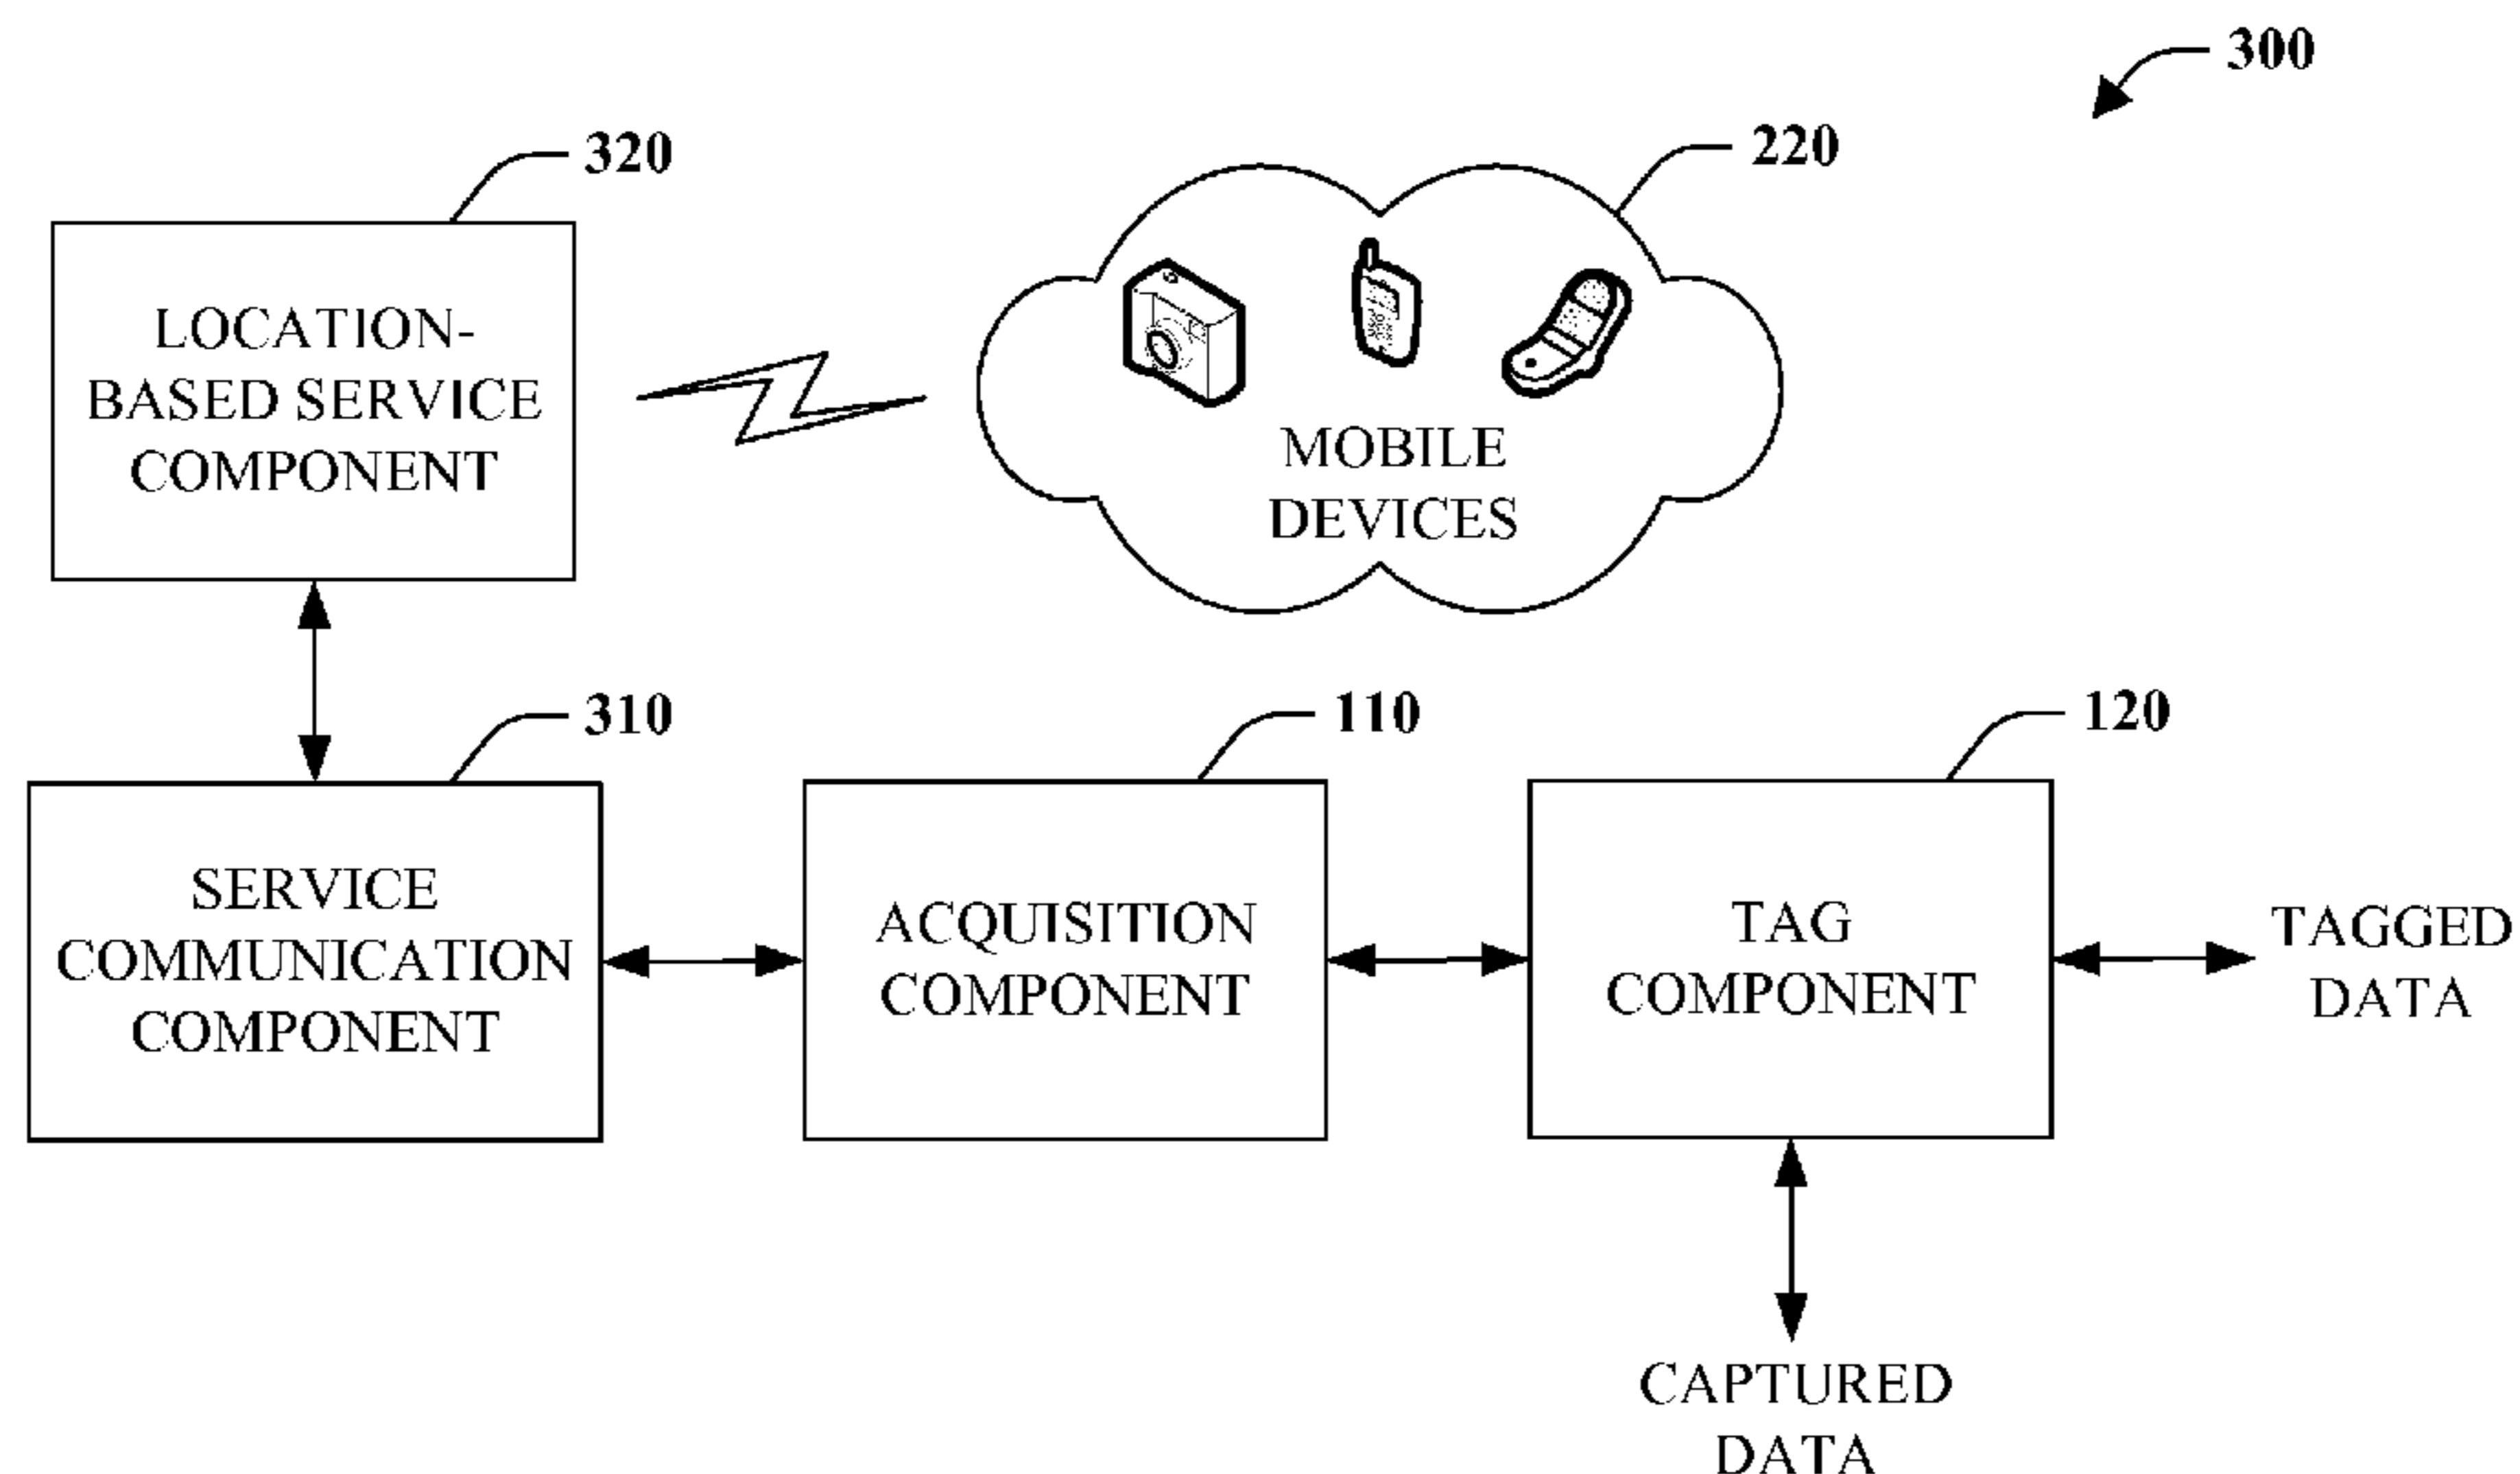 300
320
220
LOCATION-
BASED SERVICE
COMPONENT
MOBILE
DEVICES
310
110
120
SERVICE
COMMUNICATION
COMPONENT
ACQUISITION
COMPONENT
TAG
COMPONENT
TAGGED
DATA
CAPTURED
DATA